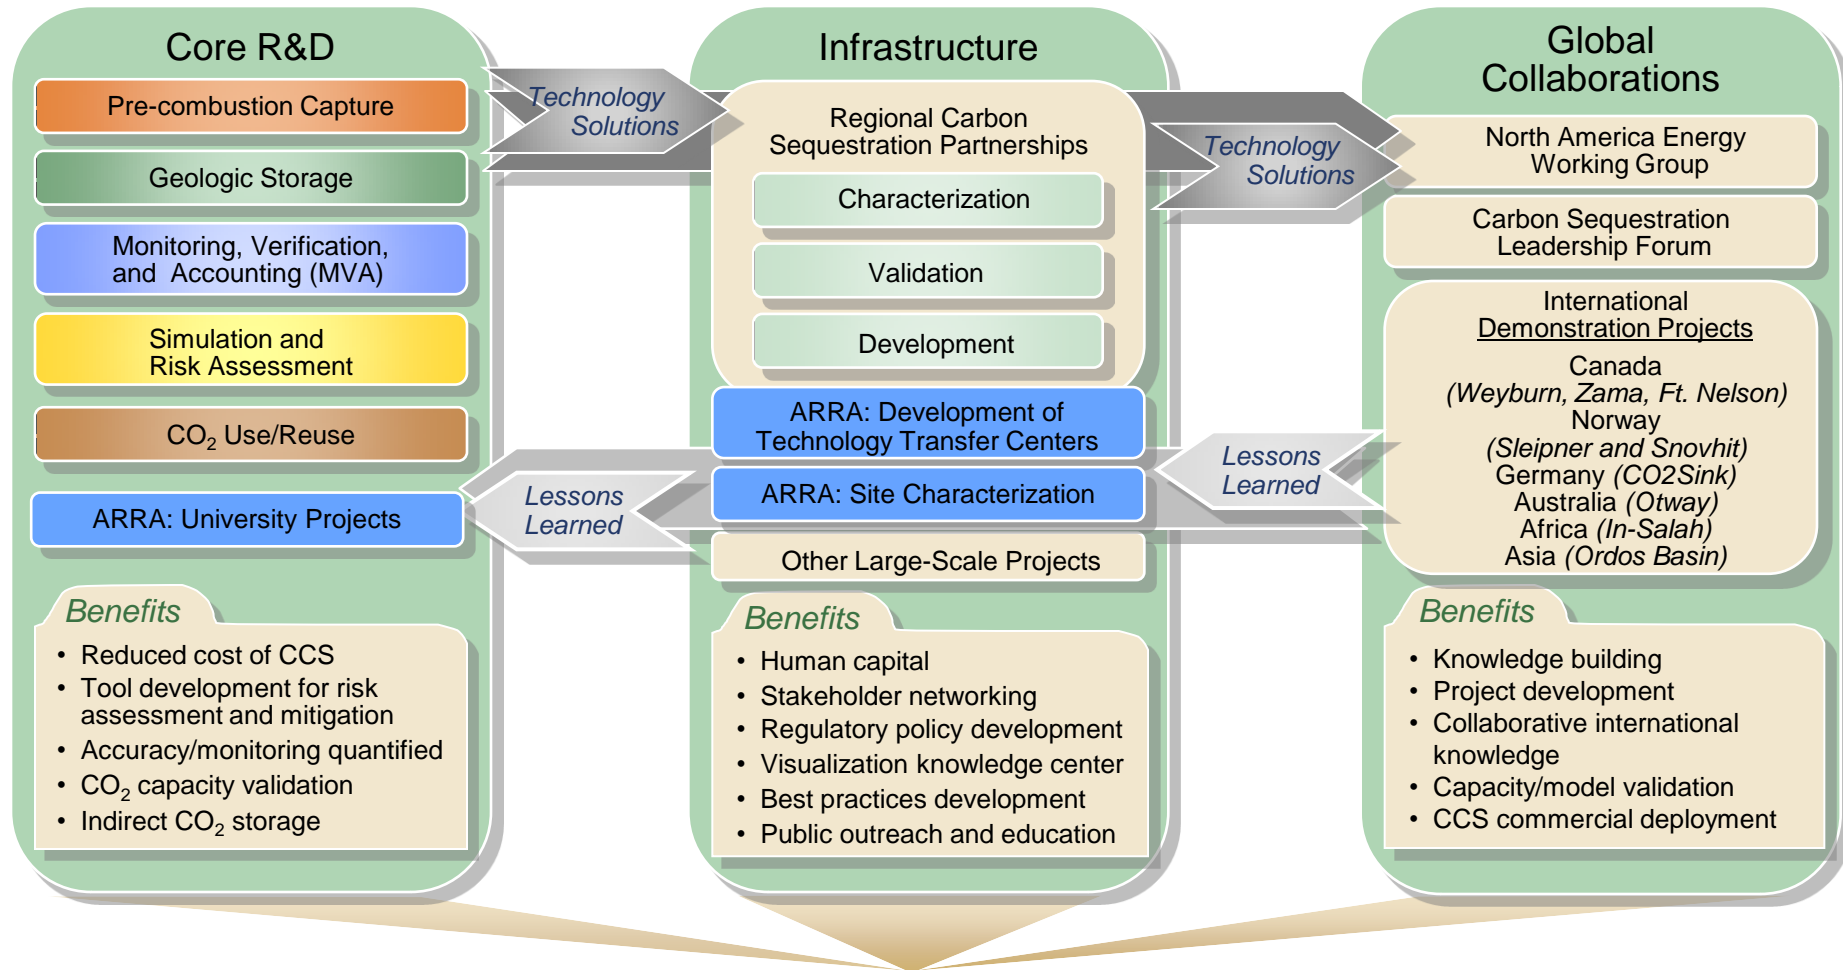 Core R&D
Pre-combustion Capture
Geologic Storage
Monitoring, Verification,
and Accounting (MVA)
Simulation and
Risk Assessment
CO₂ Use/Reuse
ARRA: University Projects
Benefits
• Reduced cost of CCS
• Tool development for risk
assessment and mitigation
• Accuracy/monitoring quantified
• CO₂ capacity validation
• Indirect CO₂ storage
Technology
Solutions
Lessons
Learned
Infrastructure
Regional Carbon
Sequestration Partnerships
Characterization
Validation
Development
ARRA: Development of
Technology Transfer Centers
ARRA: Site Characterization
Other Large-Scale Projects
Benefits
• Human capital
• Stakeholder networking
• Regulatory policy development
• Visualization knowledge center
• Best practices development
• Public outreach and education
Technology
Solutions
Lessons
Learned
Global
Collaborations
North America Energy
Working Group
Carbon Sequestration
Leadership Forum
International
Demonstration Projects
Canada
(Weyburn, Zama, Ft. Nelson)
Norway
(Sleipner and Snovhit)
Germany (CO2Sink)
Australia (Otway)
Africa (In-Salah)
Asia (Ordos Basin)
Benefits
• Knowledge building
• Project development
• Collaborative international
knowledge
• Capacity/model validation
• CCS commercial deployment